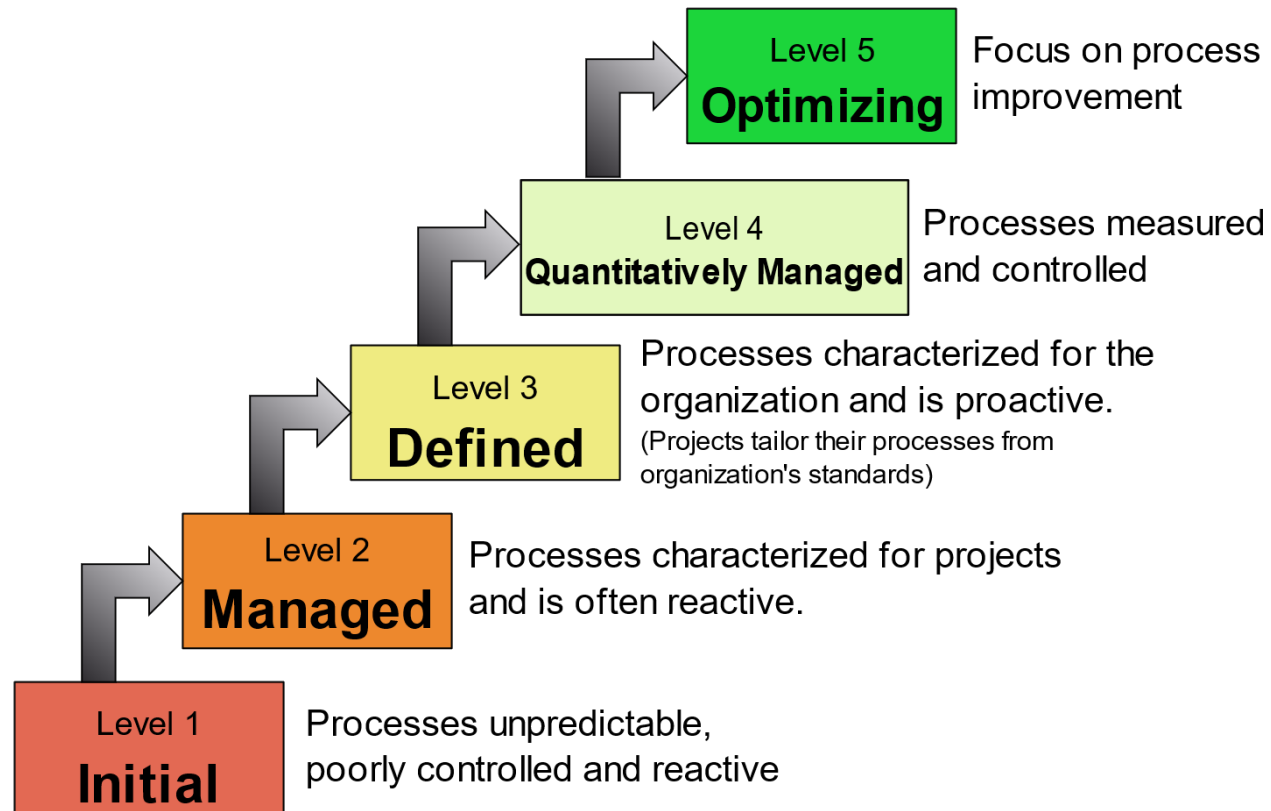 Level 5
Optimizing
Focus on process
improvement
Level 4
Quantitatively Managed
Processes measured
and controlled
Level 3
Defined
Processes characterized for the
organization and is proactive.
(Projects tailor their processes from
organization's standards)
Level 2
Managed
Processes characterized for projects
and is often reactive.
Level 1
Initial
Processes unpredictable,
poorly controlled and reactive